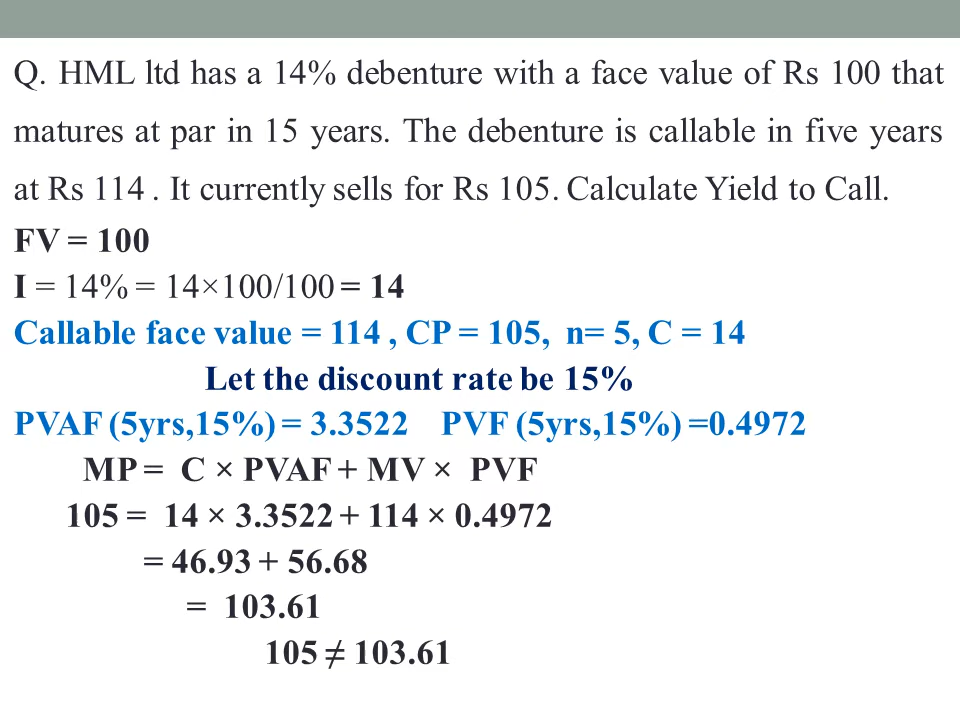 Q. HML ltd has a 14% debenture with a face value of Rs 100 that
matures at par in 15 years. The debenture is callable in five years
at Rs 114 . It currently sells for Rs 105. Calculate Yield to Call.
FV = 100
I = 14% = 14×100/100 = 14
Callable face value = 114 , CP = 105, n= 5, C = 14
Let the discount rate be 15%
PVAF (5yrs,15%) = 3.3522 PVF (5yrs,15%) =0.4972
MP = C × PVAF + MV × PVF
105 = 14 × 3.3522 + 114 × 0.4972
= 46.93 + 56.68
= 103.61
105 ≠ 103.61